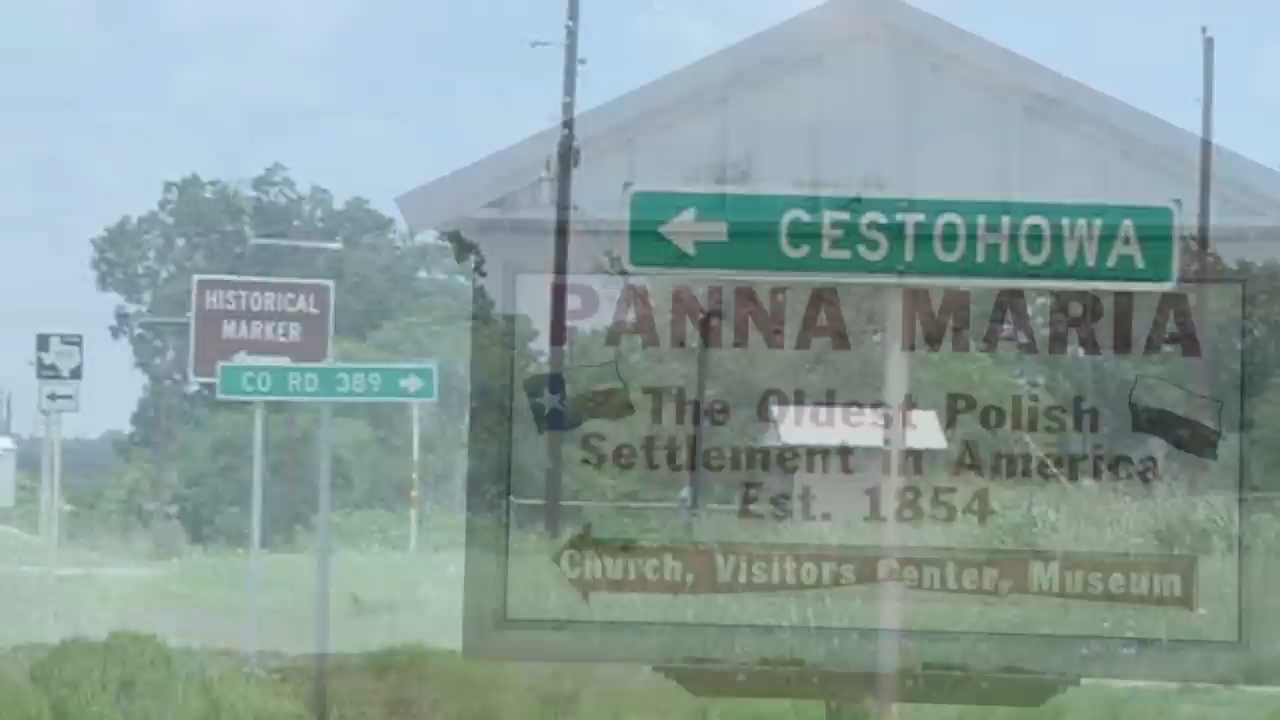 CESTOHOWA
HISTORICAL
MARKER
CO RD 389
PANNA MARIA
The Oldest Polish
Settlement in America
Est. 1854
Church, Visitors Center, Museum